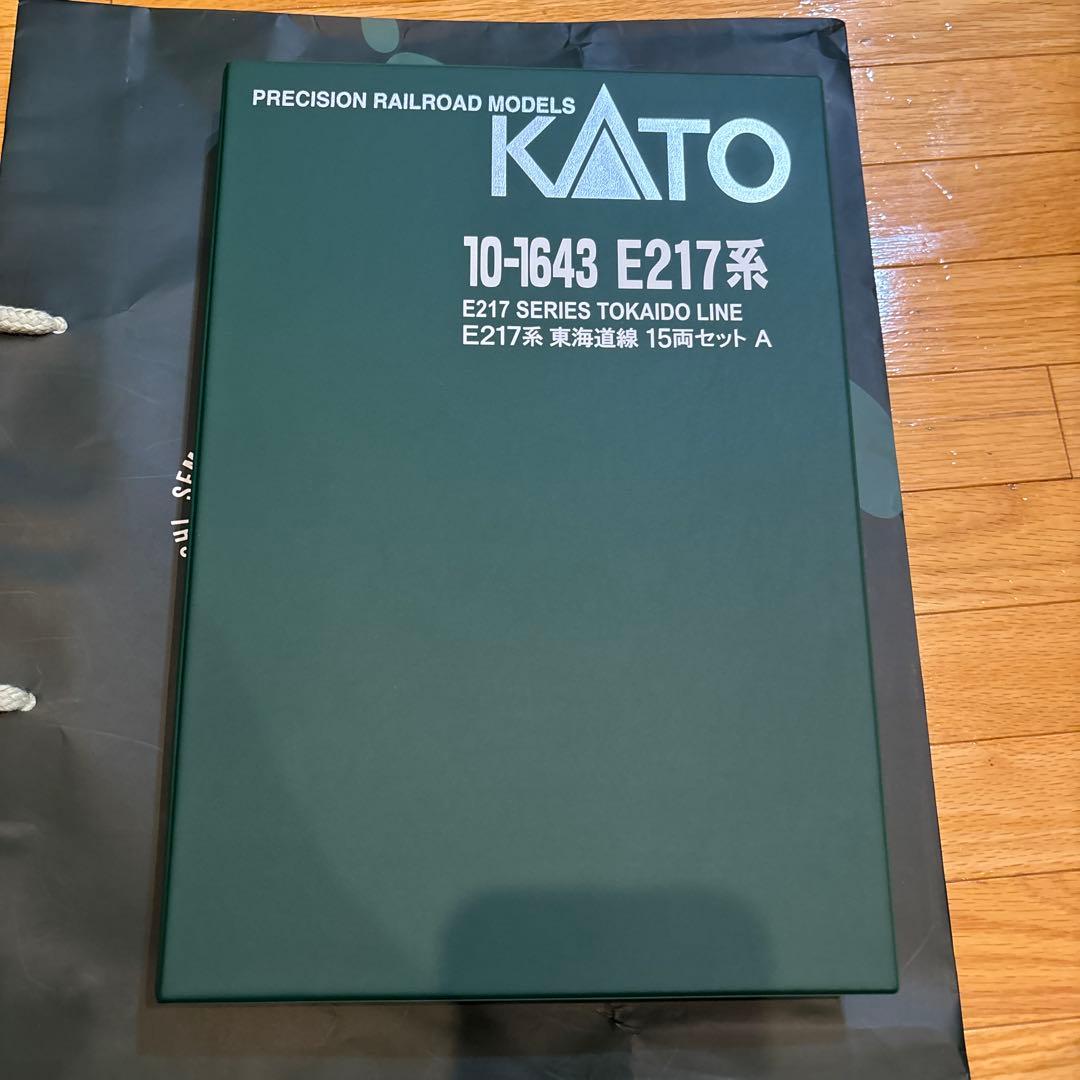 PRECISION RAILROAD MODELS
KATO
10-1643 E217系
E217 SERIES TOKAIDO LINE
E217系 東海道線 15両セット A